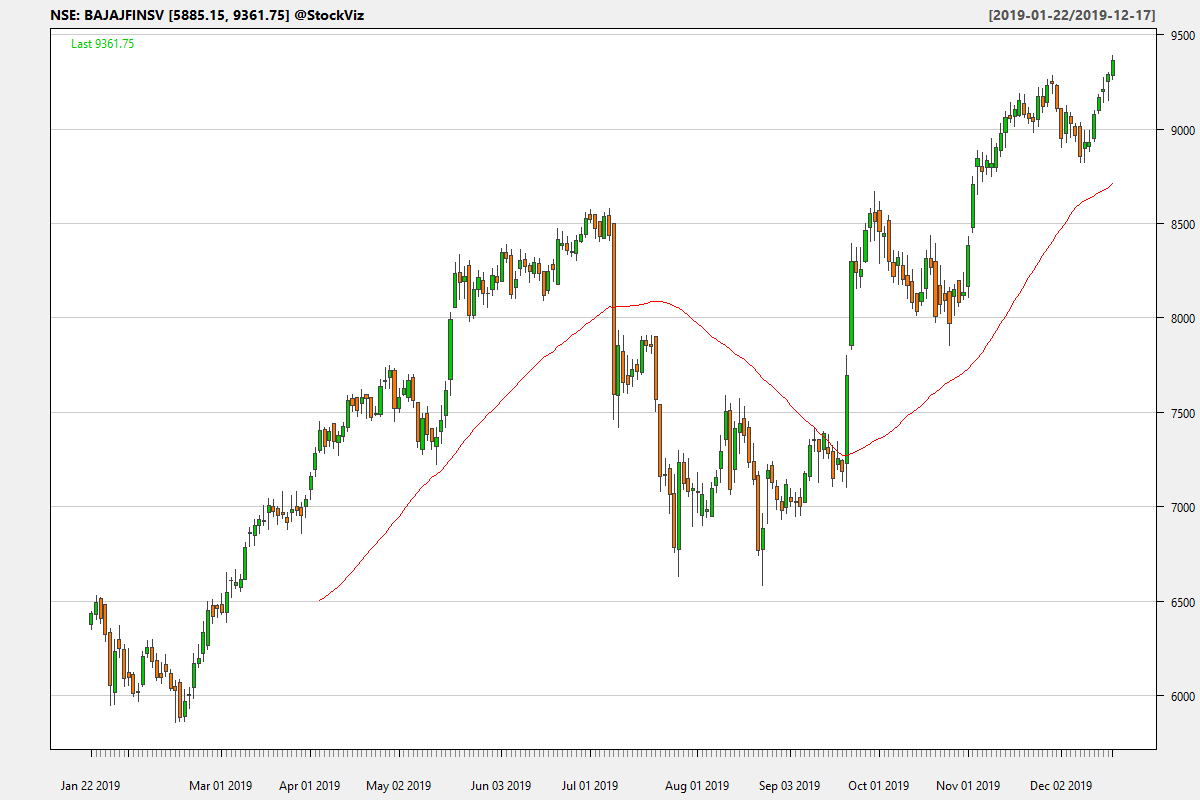 NSE: BAJAJFINSV [5885.15, 9361.75] @StockViz
[2019-01-22/2019-12-17]
Last 9361.75
9500
9000
8500
8000
7500
7000
6500
6000
Jan 22 2019
Mar 01 2019
Apr 01 2019
May 02 2019
Jun 03 2019
Jul 01 2019
Aug 01 2019
Sep 03 2019
Oct 01 2019
Nov 01 2019
Dec 02 2019